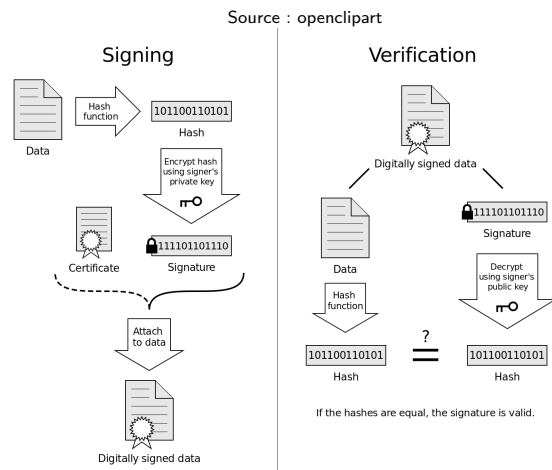 Source : openclipart
Signing
Data
Hash
function
101100110101
Hash
Encrypt hash
using signer's
private key
Certificate
111101101110
Signature
Attach
to data
Digitally signed data
Verification
Digitally signed data
Data
Hash
function
101100110101
Hash
111101101110
Signature
Decrypt
using signer's
public key
?
101100110101
Hash
If the hashes are equal, the signature is valid.